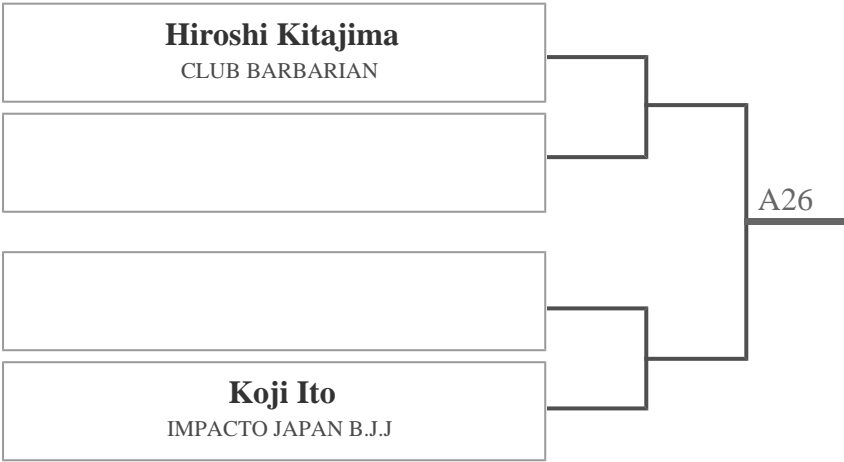 Hiroshi Kitajima
CLUB BARBARIAN
A26
Koji Ito
IMPACTO JAPAN B.J.J